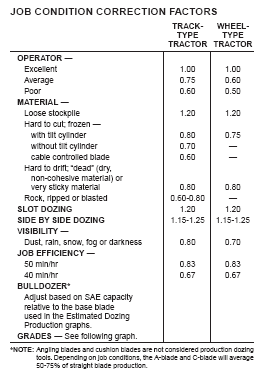 JOB CONDITION CORRECTION FACTORS
TRACK- WHEEL-
TYPE TYPE
TRACTOR TRACTOR
OPERATOR —
Excellent 1.00 1.00
Average 0.75 0.60
Poor 0.60 0.50
MATERIAL —
Loose stockpile 1.20 1.20
Hard to cut; frozen —
with tilt cylinder 0.80 0.75
without tilt cylinder 0.70 —
cable controlled blade 0.60 —
Hard to drift; "dead" (dry,
non-cohesive material) or
very sticky material 0.80 0.80
Rock, ripped or blasted 0.60-0.80 —
SLOT DOZING 1.20 1.20
SIDE BY SIDE DOZING 1.15-1.25 1.15-1.25
VISIBILITY —
Dust, rain, snow, fog or darkness 0.80 0.70
JOB EFFICIENCY —
50 min/hr 0.83 0.83
40 min/hr 0.67 0.67
BULLDOZER*
Adjust based on SAE capacity
relative to the base blade
used in the Estimated Dozing
Production graphs.
GRADES — See following graph.
*NOTE: Angling blades and cushion blades are not considered production dozing
tools. Depending on job conditions, the A-blade and C-blade will average
50-75% of straight blade production.